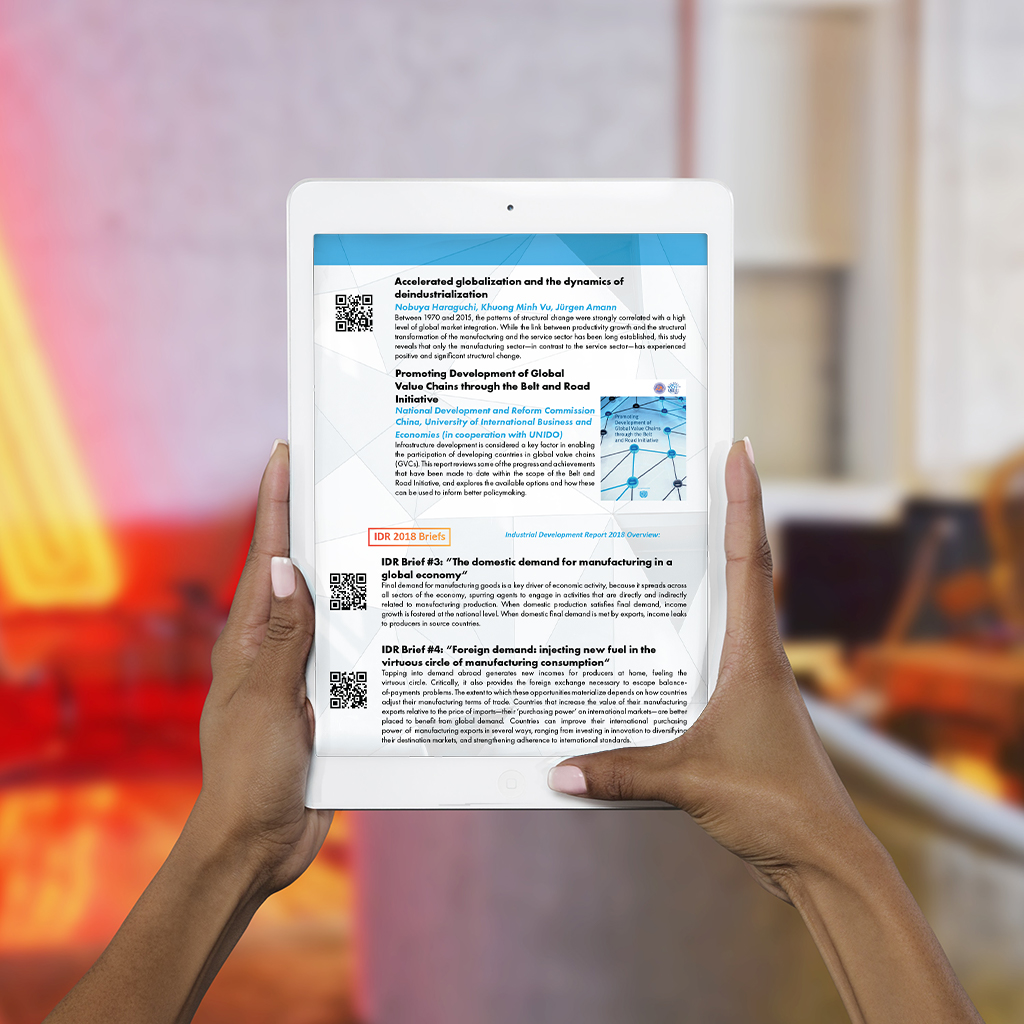 Accelerated globalization and the dynamics of
deindustrialization
Nobuya Haraguchi, Khuong Minh Vu, Jürgen Amann
Between 1970 and 2015, the patterns of structural change were strongly correlated with a high
level of global market integration. While the link between productivity growth and the structural
transformation of the manufacturing and the service sector has been long established, this study
reveals that only the manufacturing sector—in contrast to the service sector—has experienced
positive and significant structural change.
Promoting Development of Global
Value Chains through the Belt and Road
Initiative
National Development and Reform Commission
China, University of International Business and
Economies (in cooperation with UNIDO)
Infrastructure development is considered a key factor in enabling
the participation of developing countries in global value chains
(GVCs). This report reviews some of the progress and achievements
that have been made to date within the scope of the Belt and
Road Initiative, and explores the available options and how these
can be used to inform better policymaking.
Promoting
Development of
Global Value Chains
through the Belt
and Road Initiative
IDR 2018 Briefs
Industrial Development Report 2018 Overview:
IDR Brief #3: “The domestic demand for manufacturing in a
global economy”
Final demand for manufacturing goods is a key driver of economic activity, because it spreads across
all sectors of the economy, spurring agents to engage in activities that are directly and indirectly
related to manufacturing production. When domestic production satisfies final demand, income
growth is fostered at the national level. When domestic final demand is met by exports, income leaks
to producers in source countries.
IDR Brief #4: “Foreign demand: injecting new fuel in the
virtuous circle of manufacturing consumption”
Tapping into demand abroad generates new incomes for producers at home, fueling the
virtuous circle. Critically, it also provides the foreign exchange necessary to escape balance-
of-payments problems. The extent to which these opportunities materialize depends on how countries
adjust their manufacturing terms of trade. Countries that increase the value of their manufacturing
exports relative to the price of imports—their ‘purchasing power’ on international markets—are better
placed to benefit from global demand. Countries can improve their international purchasing
power of manufacturing exports in several ways, ranging from investing in innovation to diversifying
their destination markets, and strengthening adherence to international standards.